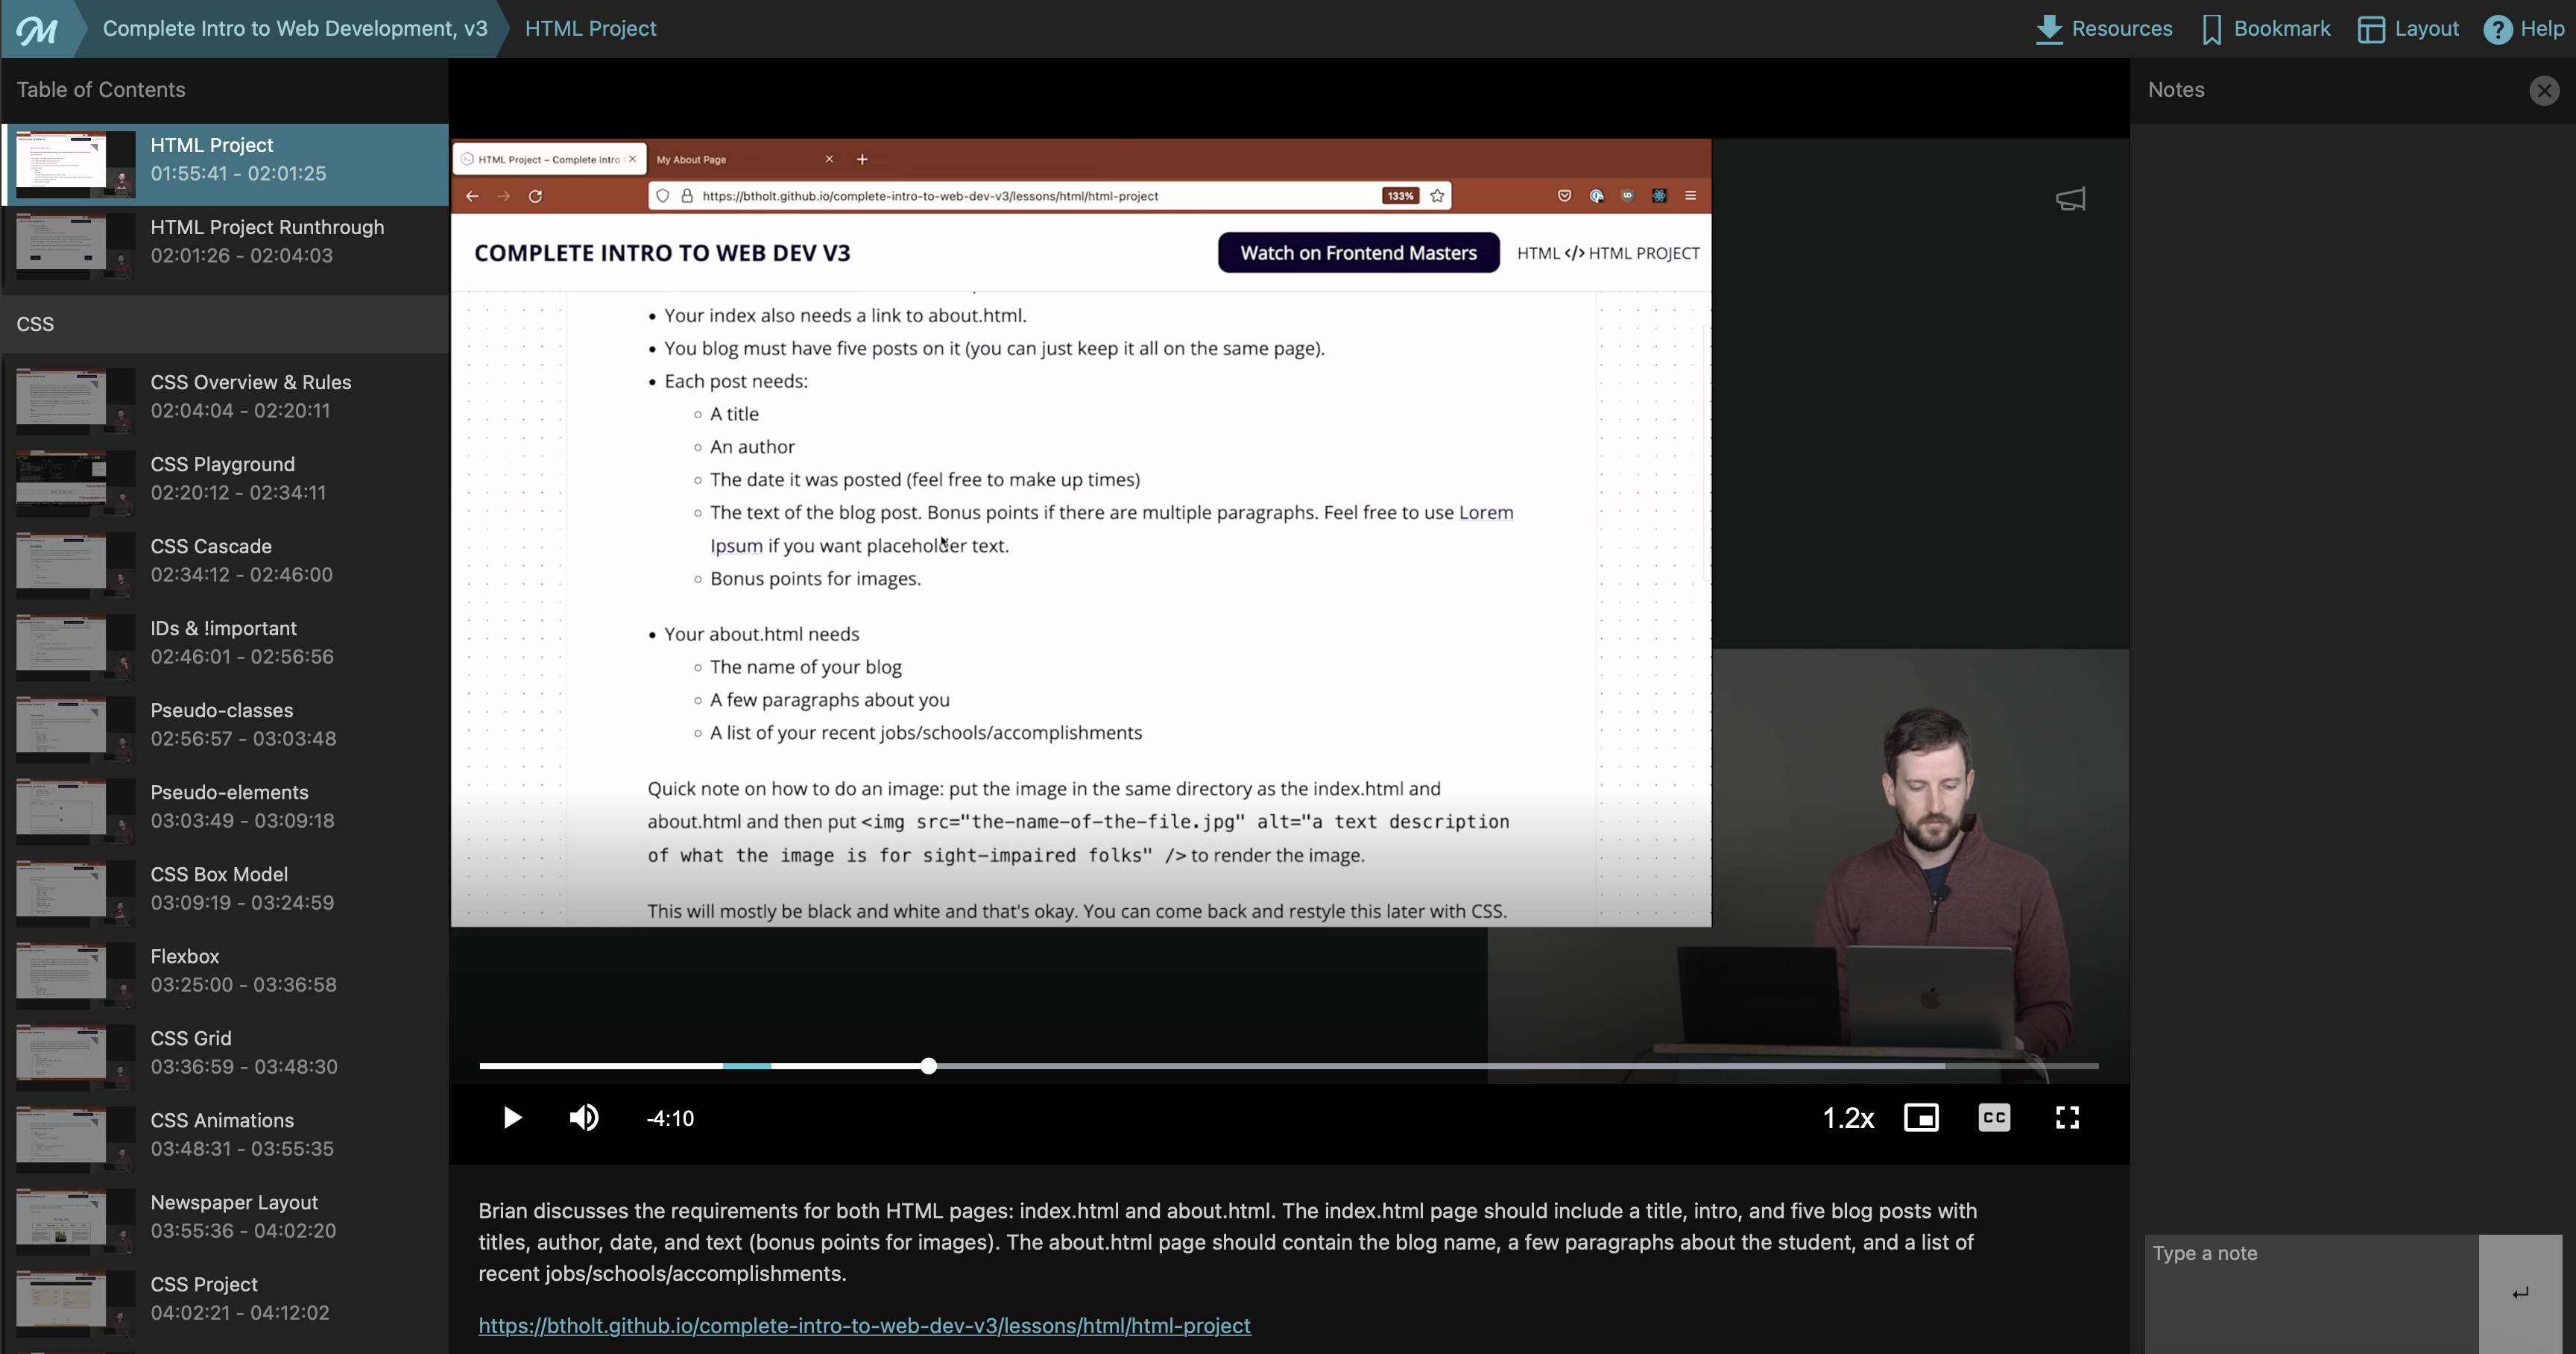 Complete Intro to Web Development, v3
HTML Project
Resources
Bookmark
Layout
? Help
Table of Contents
HTML Project
01:55:41 - 02:01:25
HTML Project Runthrough
02:01:26 - 02:04:03
CSS
CSS Overview & Rules
02:04:04 - 02:20:11
CSS Playground
02:20:12 - 02:34:11
CSS Cascade
02:34:12 - 02:46:00
IDs & !important
02:46:01 - 02:56:56
Pseudo-classes
02:56:57 - 03:03:48
Pseudo-elements
03:03:49 - 03:09:18
CSS Box Model
03:09:19 - 03:24:59
Flexbox
03:25:00 - 03:36:58
CSS Grid
03:36:59 - 03:48:30
CSS Animations
03:48:31 - 03:55:35
Newspaper Layout
03:55:36 - 04:02:20
CSS Project
04:02:21 - 04:12:02
HTML Project – Complete Intro
My About Page
https://btholt.github.io/complete-intro-to-web-dev-v3/lessons/html/html-project
133%
COMPLETE INTRO TO WEB DEV V3
Watch on Frontend Masters
HTML </> HTML PROJECT
• Your index also needs a link to about.html.
• You blog must have five posts on it (you can just keep it all on the same page).
• Each post needs:
◦ A title
◦ An author
◦ The date it was posted (feel free to make up times)
◦ The text of the blog post. Bonus points if there are multiple paragraphs. Feel free to use Lorem
Ipsum if you want placeholder text.
◦ Bonus points for images.
• Your about.html needs
◦ The name of your blog
◦ A few paragraphs about you
◦ A list of your recent jobs/schools/accomplishments
Quick note on how to do an image: put the image in the same directory as the index.html and
about.html and then put <img src="the-name-of-the-file.jpg" alt="a text description
of what the image is for sight-impaired folks" /> to render the image.
This will mostly be black and white and that's okay. You can come back and restyle this later with CSS.
-4:10
1.2x
CC
Brian discusses the requirements for both HTML pages: index.html and about.html. The index.html page should include a title, intro, and five blog posts with
titles, author, date, and text (bonus points for images). The about.html page should contain the blog name, a few paragraphs about the student, and a list of
recent jobs/schools/accomplishments.
https://btholt.github.io/complete-intro-to-web-dev-v3/lessons/html/html-project
Notes
Type a note